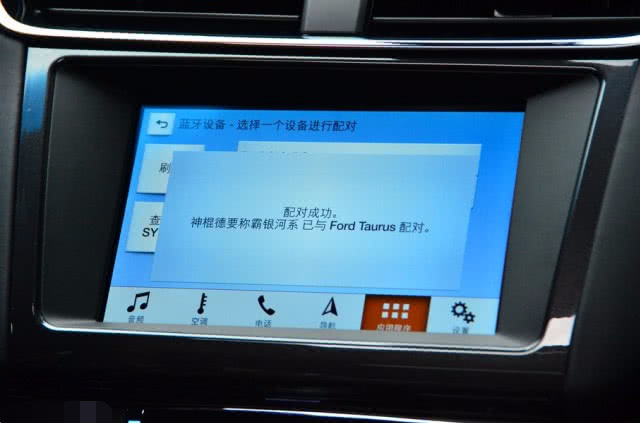 蓝牙设备 - 选择一个设备进行配对
刷
配对成功。
神棍德要称霸银河系 已与 Ford Taurus 配对。
查
SY
音频
空调
电话
导航
应用程序
设置